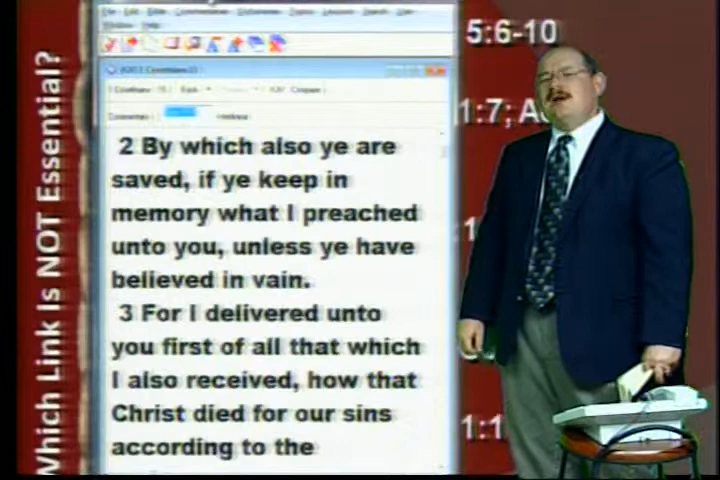 Which Link Is NOT Essential?
5:6-10
1:7; A
2 By which also ye are
saved, if ye keep in
memory what I preached
unto you, unless ye have
believed in vain.
3 For I delivered unto
you first of all that which
I also received, how that
Christ died for our sins
according to the
1:1